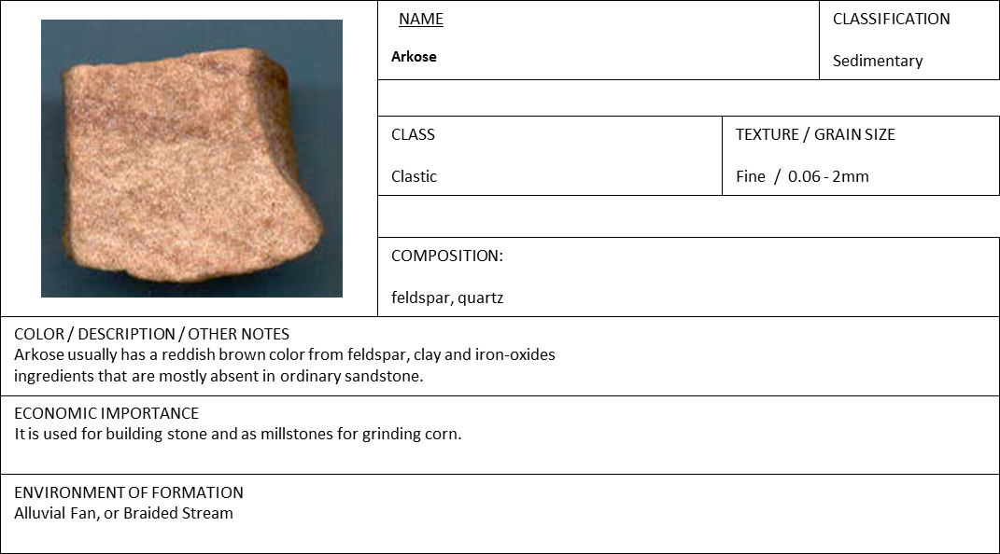 NAME
Arkose
CLASSIFICATION
Sedimentary
CLASS
Clastic
TEXTURE / GRAIN SIZE
Fine / 0.06 - 2mm
COMPOSITION:
feldspar, quartz
COLOR / DESCRIPTION / OTHER NOTES
Arkose usually has a reddish brown color from feldspar, clay and iron-oxides
ingredients that are mostly absent in ordinary sandstone.
ECONOMIC IMPORTANCE
It is used for building stone and as millstones for grinding corn.
ENVIRONMENT OF FORMATION
Alluvial Fan, or Braided Stream